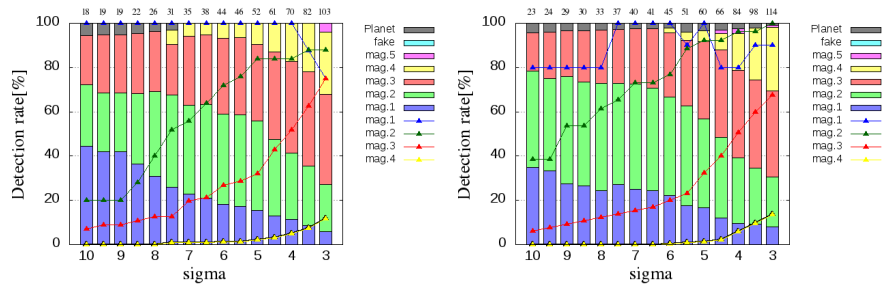 18 19 19 22 26 31 35 38 44 46 52 61 70 82 103
100
80
60
40
20
0
Detection rate[%]
10 9 8 7 6 5 4 3
sigma
Planet
fake
mag.5
mag.4
mag.3
mag.2
mag.1
mag.1
mag.2
mag.3
mag.4
23 24 29 30 33 37 40 41 45 51 60 66 84 98 114
100
80
60
40
20
0
Detection rate[%]
10 9 8 7 6 5 4 3
sigma
Planet
fake
mag.5
mag.4
mag.3
mag.2
mag.1
mag.1
mag.2
mag.3
mag.4